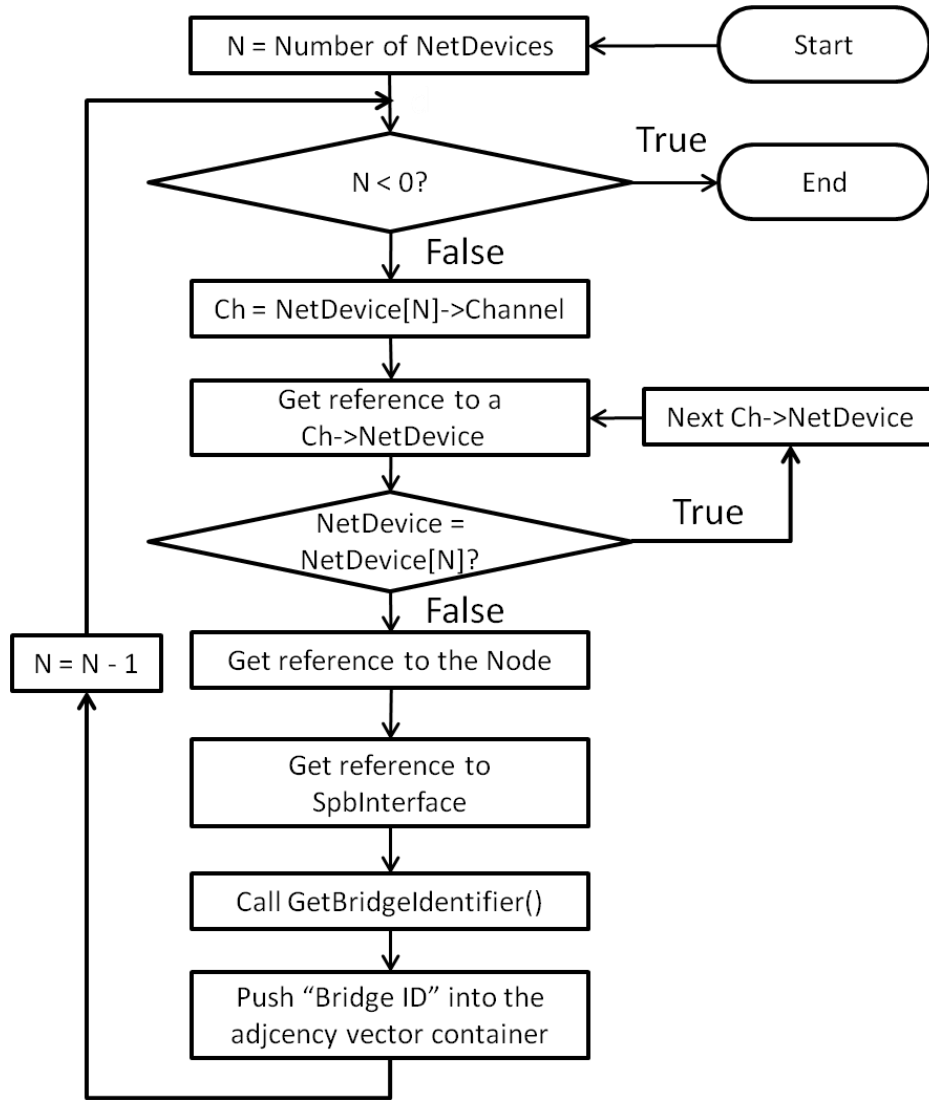 N = Number of NetDevices
Start
True
N < 0?
End
False
Ch = NetDevice[N]->Channel
Get reference to a
Ch->NetDevice
Next Ch->NetDevice
NetDevice =
NetDevice[N]?
True
False
N = N - 1
Get reference to the Node
Get reference to
SpbInterface
Call GetBridgeIdentifier()
Push “Bridge ID” into the
adjcency vector container